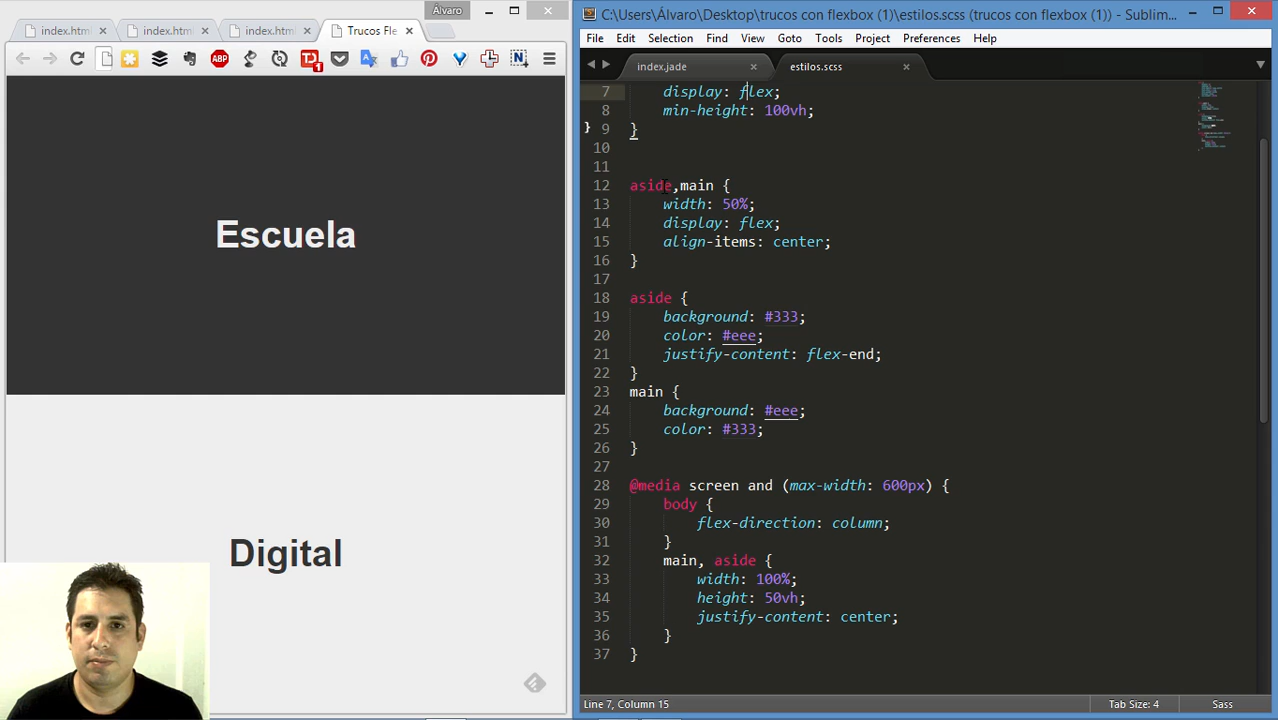 Álvaro
index.html
index.html
index.html
Trucos Fle
ABP
TD
1
N
Escuela
Digital
C:\Users\Álvaro\Desktop\trucos con flexbox (1)\estilos.scss (trucos con flexbox (1)) - Sublim...
File Edit Selection Find View Goto Tools Project Preferences Help
index.jade
estilos.scss
7 display: flex;
8 min-height: 100vh;
9 }
10
11
12 aside,main {
13 width: 50%;
14 display: flex;
15 align-items: center;
16 }
17
18 aside {
19 background: #333;
20 color: #eee;
21 justify-content: flex-end;
22 }
23 main {
24 background: #eee;
25 color: #333;
26 }
27
28 @media screen and (max-width: 600px) {
29 body {
30 flex-direction: column;
31 }
32 main, aside {
33 width: 100%;
34 height: 50vh;
35 justify-content: center;
36 }
37 }
Line 7, Column 15
Tab Size: 4
Sass